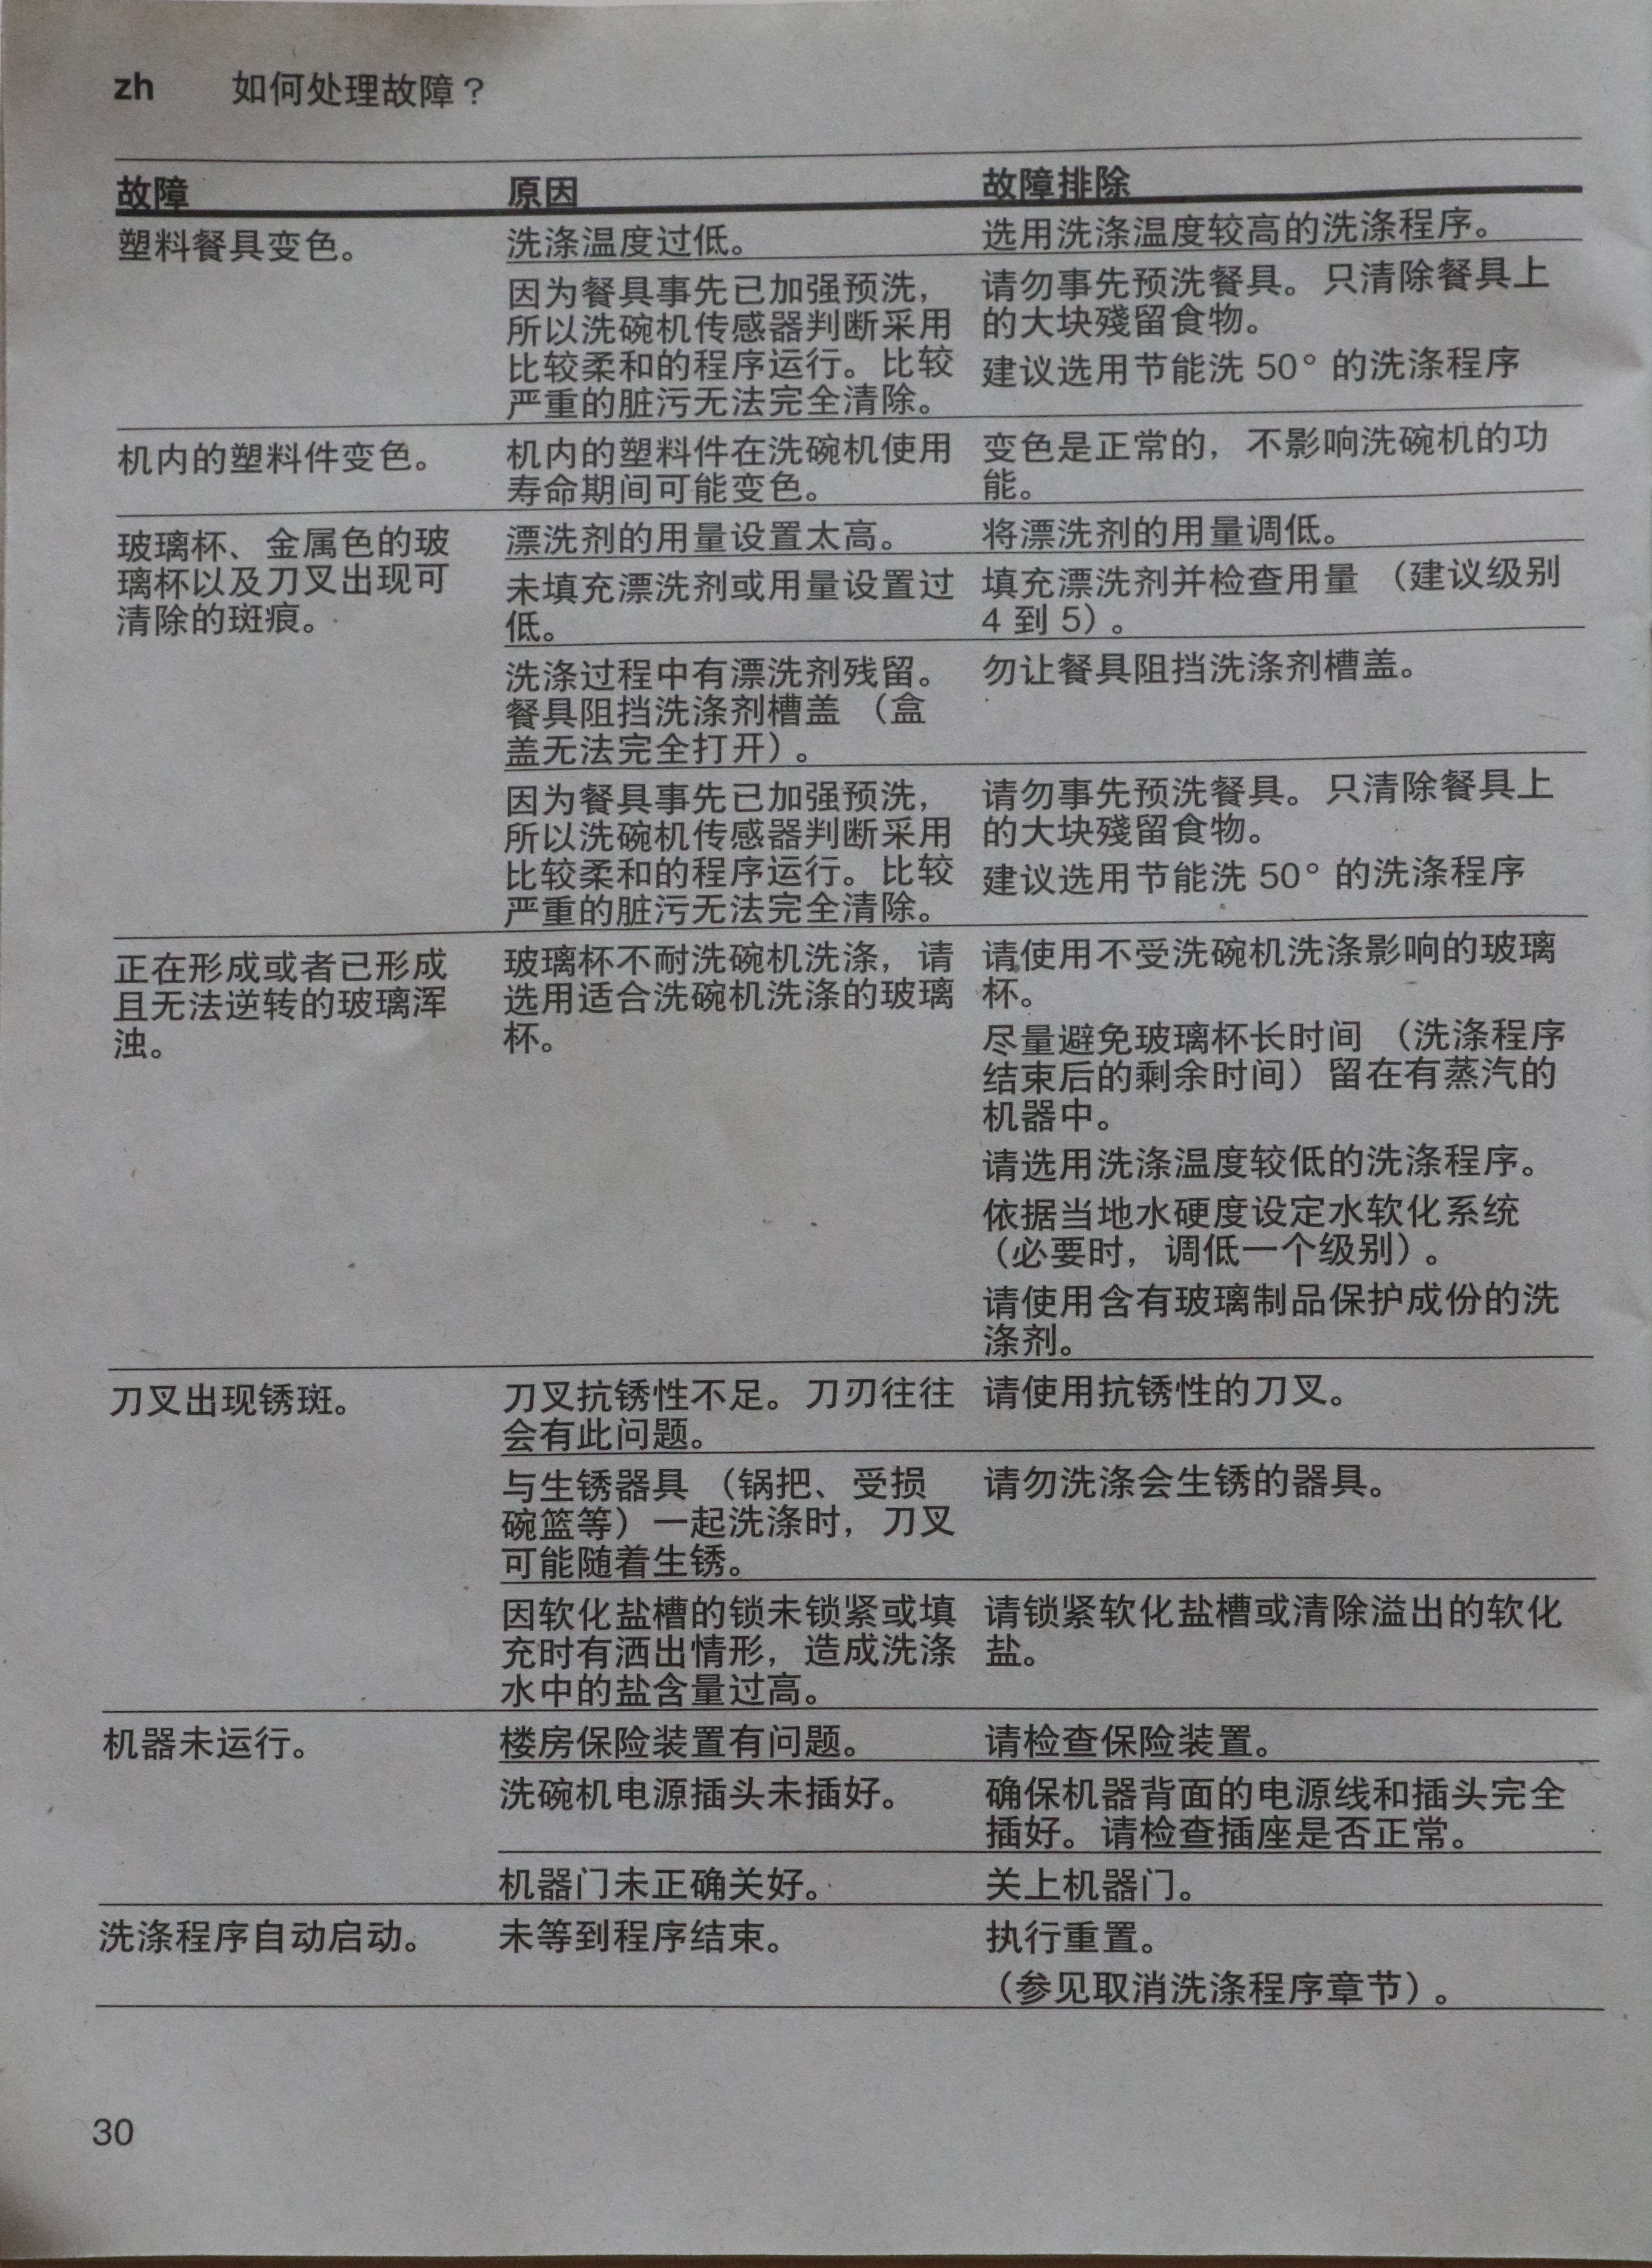 zh 如何处理故障？
故障 原因 故障排除
塑料餐具变色。 洗涤温度过低。 选用洗涤温度较高的洗涤程序。
因为餐具事先已加强预洗，
所以洗碗机传感器判断采用
比较柔和的程序运行。比较
严重的脏污无法完全清除。
请勿事先预洗餐具。只清除餐具上
的大块殘留食物。
建议选用节能洗 50° 的洗涤程序
机内的塑料件变色。
机内的塑料件在洗碗机使用
寿命期间可能变色。
变色是正常的，不影响洗碗机的功
能。
玻璃杯、金属色的玻
璃杯以及刀叉出现可
清除的斑痕。
漂洗剂的用量设置太高。 将漂洗剂的用量调低。
未填充漂洗剂或用量设置过
低。
填充漂洗剂并检查用量 （建议级别
4 到 5）。
洗涤过程中有漂洗剂残留。
餐具阻挡洗涤剂槽盖 （盒
盖无法完全打开）。
勿让餐具阻挡洗涤剂槽盖。
因为餐具事先已加强预洗，
所以洗碗机传感器判断采用
比较柔和的程序运行。比较
严重的脏污无法完全清除。
请勿事先预洗餐具。只清除餐具上
的大块殘留食物。
建议选用节能洗 50° 的洗涤程序
正在形成或者已形成
且无法逆转的玻璃浑
浊。
玻璃杯不耐洗碗机洗涤，请
选用适合洗碗机洗涤的玻璃
杯。
请使用不受洗碗机洗涤影响的玻璃
杯。
尽量避免玻璃杯长时间 （洗涤程序
结束后的剩余时间）留在有蒸汽的
机器中。
请选用洗涤温度较低的洗涤程序。
依据当地水硬度设定水软化系统
（必要时，调低一个级别）。
请使用含有玻璃制品保护成份的洗
涤剂。
刀叉出现锈斑。
刀叉抗锈性不足。刀刃往往
会有此问题。
请使用抗锈性的刀叉。
与生锈器具 （锅把、受损
碗篮等）一起洗涤时，刀叉
可能随着生锈。
请勿洗涤会生锈的器具。
因软化盐槽的锁未锁紧或填
充时有洒出情形，造成洗涤
水中的盐含量过高。
请锁紧软化盐槽或清除溢出的软化
盐。
机器未运行。 楼房保险装置有问题。 请检查保险装置。
洗碗机电源插头未插好。
确保机器背面的电源线和插头完全
插好。请检查插座是否正常。
机器门未正确关好。 关上机器门。
洗涤程序自动启动。 未等到程序结束。 执行重置。
（参见取消洗涤程序章节）。
30